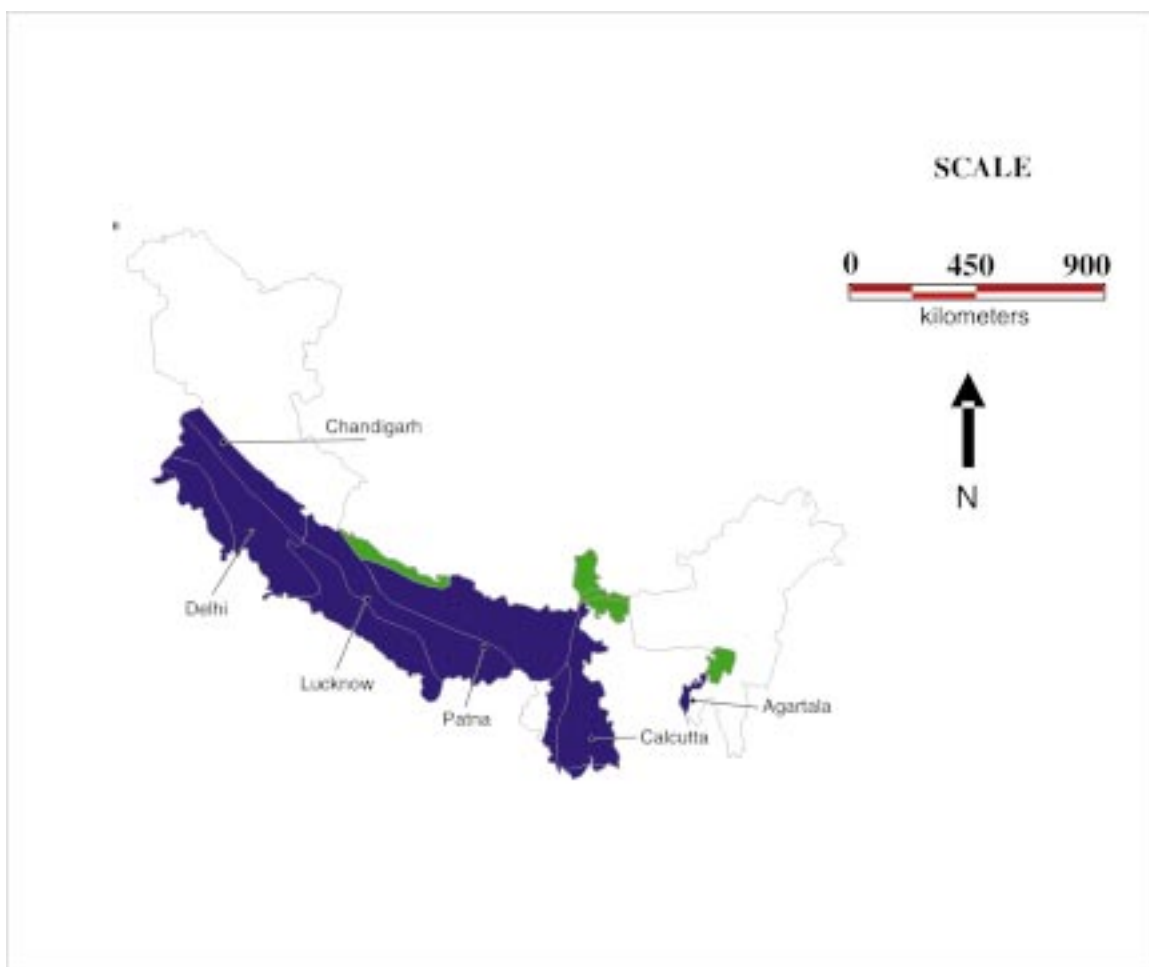 SCALE
0 450 900
kilometers
N
Chandigarh
Delhi
Lucknow
Patna
Calcutta
Agartala